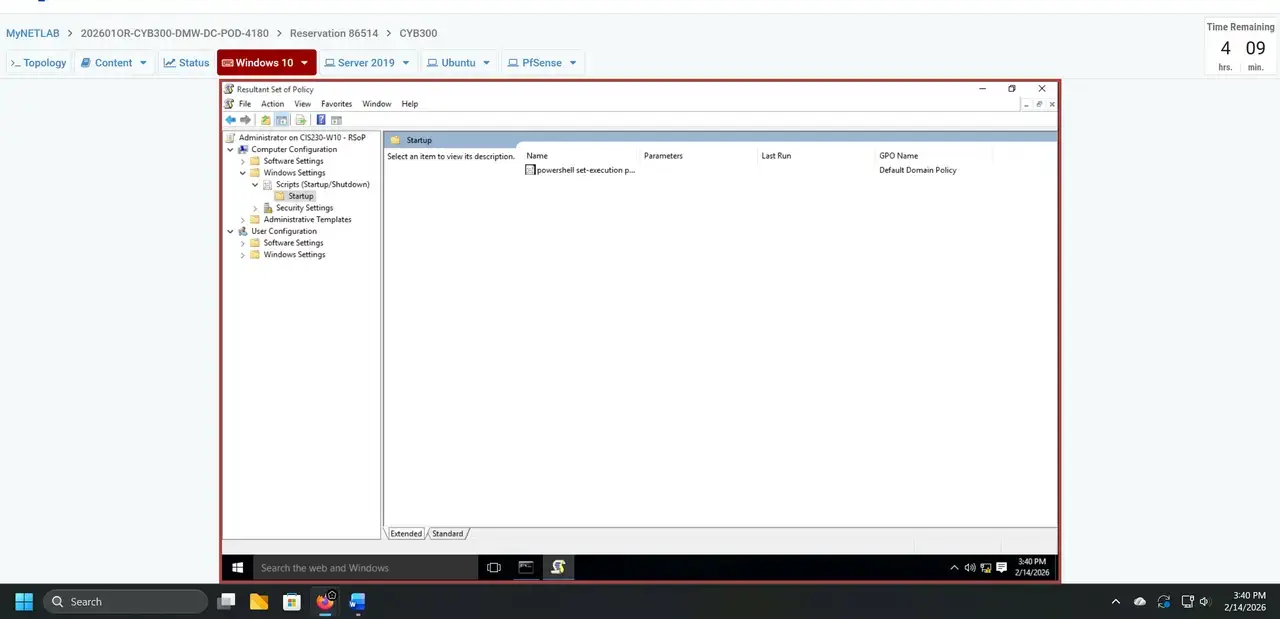 MyNETLAB > 202601OR-CYB300-DMW-DC-POD-4180 > Reservation 86514 > CYB300
Time Remaining
4 09
hrs. min.
>_ Topology Content Status Windows 10 Server 2019 Ubuntu PfSense
Resultant Set of Policy
File Action View Favorites Window Help
Administrator on CIS230-W10 - RSoP
Computer Configuration
Software Settings
Windows Settings
Scripts (Startup/Shutdown)
Startup
Security Settings
Administrative Templates
User Configuration
Software Settings
Windows Settings
Startup
Select an item to view its description.
Name Parameters Last Run GPO Name
powershell set-execution p... Default Domain Policy
Extended Standard
Search the web and Windows
3:40 PM
2/14/2026
Search
3:40 PM
2/14/2026